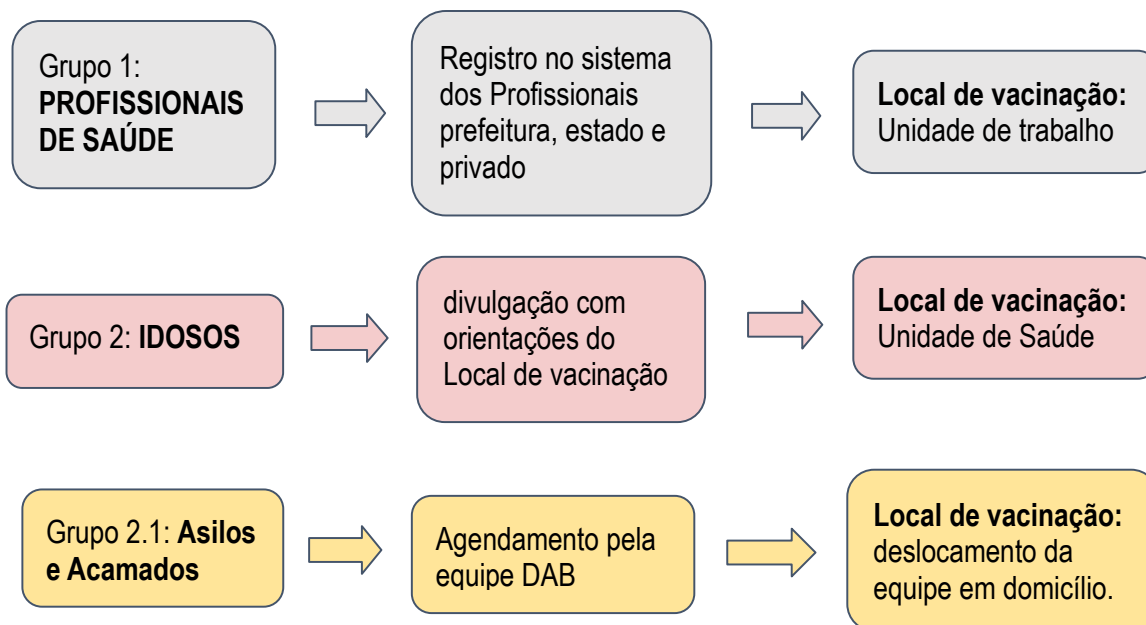 Grupo 1:
PROFISSIONAIS
DE SAÚDE
Registro no sistema
dos Profissionais
prefeitura, estado e
privado
Local de vacinação:
Unidade de trabalho
Grupo 2: IDOSOS
divulgação com
orientações do
Local de vacinação
Local de vacinação:
Unidade de Saúde
Grupo 2.1: Asilos
e Acamados
Agendamento pela
equipe DAB
Local de vacinação:
deslocamento da
equipe em domicílio.